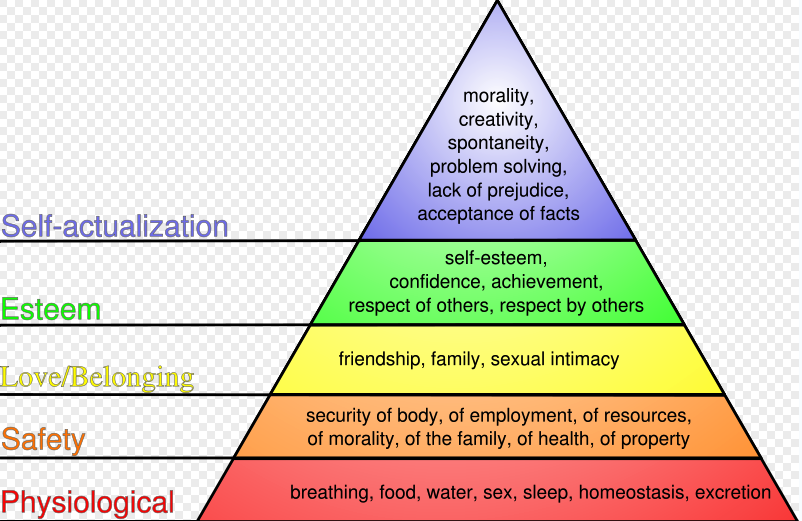 morality,
creativity,
spontaneity,
problem solving,
lack of prejudice,
acceptance of facts
Self-actualization
self-esteem,
confidence, achievement,
respect of others, respect by others
Esteem
friendship, family, sexual intimacy
Love/Belonging
security of body, of employment, of resources,
of morality, of the family, of health, of property
Safety
breathing, food, water, sex, sleep, homeostasis, excretion
Physiological